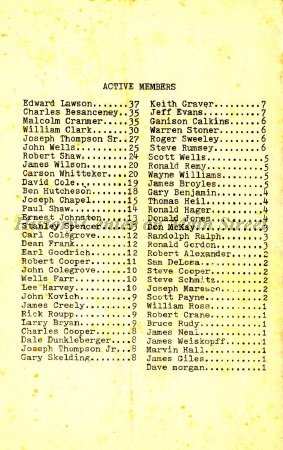 ACTIVE MEMBERS
Edward Lawson.......37
Charles Besanceney..35
Malcolm Cranmer.....35
William Clark.......30
Joseph Thompson Sr..27
John Wells..........25
Robert Shaw.........24
James Wilson........20
Carson Whitteker....20
David Cole..........19
Ben Hutcheson.......18
Joseph Chapel.......15
Paul Shaw...........14
Ernest Johnston.....13
Stanley Spencer.....13
Carl Colegrove......12
Dean Frank..........12
Earl Goodrich.......12
Robert Cooper.......11
John Colegrove......10
Wells Farr..........10
Lee Harvey..........10
John Kovich.........9
James Creely........9
Rick Roupp..........9
Larry Bryan.........9
Charles Cooper......8
Dale Dunkleberger...8
Joseph Thompson Jr..8
Gary Skelding.......8
Keith Graver........7
Jeff Evans..........7
Ganison Calkins.....6
Warren Stoner.......6
Roger Sweeley.......6
Steve Rumsey........6
Scott Wells.........5
Ronald Remy.........5
Wayne Williams......5
James Broyles.......5
Gary Benjamin.......4
Thomas Heil.........4
Ronald Hager........4
Donald Jones........4
Don McKay...........4
Randolph Ralph......3
Ronald Gordon.......3
Robert Alexander....2
Sam DeLosa..........2
Steve Cooper........2
Steve Schmitz.......2
Joseph Maresco......2
Scott Payne.........2
William Ross........2
Robert Crane........1
Bruce Rudy..........1
James Neal..........1
James Weiskopff.....1
Marvin Hall.........1
James Giles.........1
Dave morgan.........1